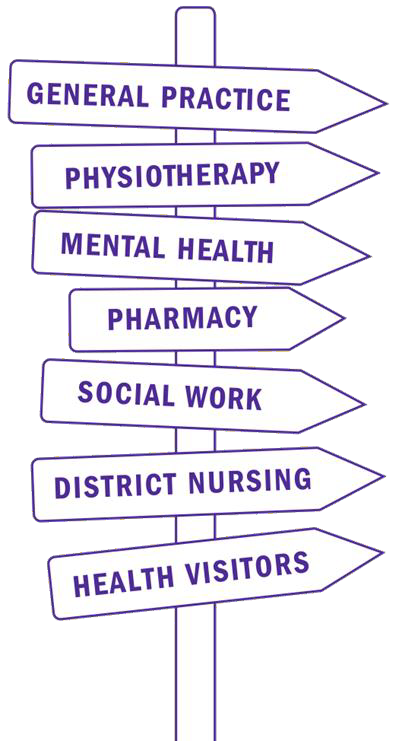 GENERAL PRACTICE
PHYSIOTHERAPY
MENTAL HEALTH
PHARMACY
SOCIAL WORK
DISTRICT NURSING
HEALTH VISITORS